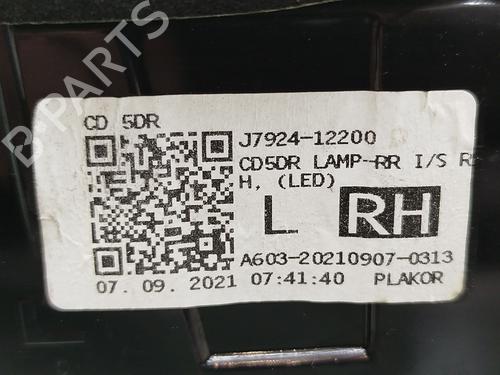 CD 5DR
J7924-12200
CD5DR LAMP-RR I/S R
H, (LED)
L RH
A603-20210907-0313
07. 09. 2021 07:41:40 PLAKOR
B-PARTS